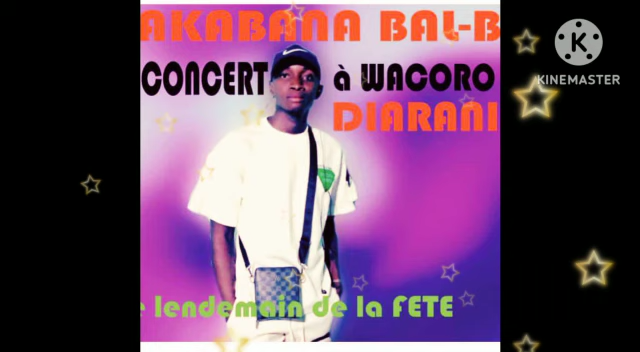 AKABANA BAL-B
CONCERT à WACORO
DIARANI
lendemain de la FETE
KINEMASTER